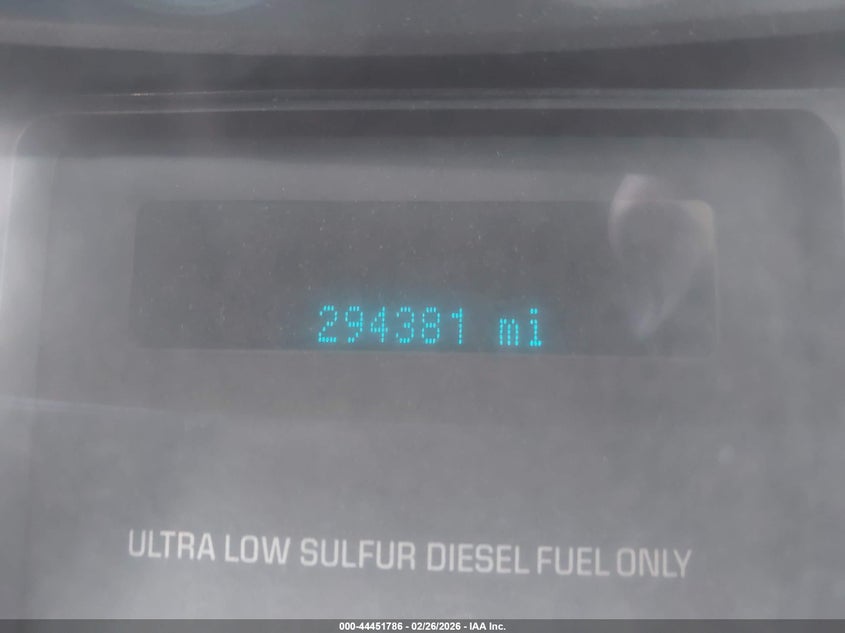 294381 mi
ULTRA LOW SULFUR DIESEL FUEL ONLY
000-44451786 - 02/26/2026 - IAA Inc.